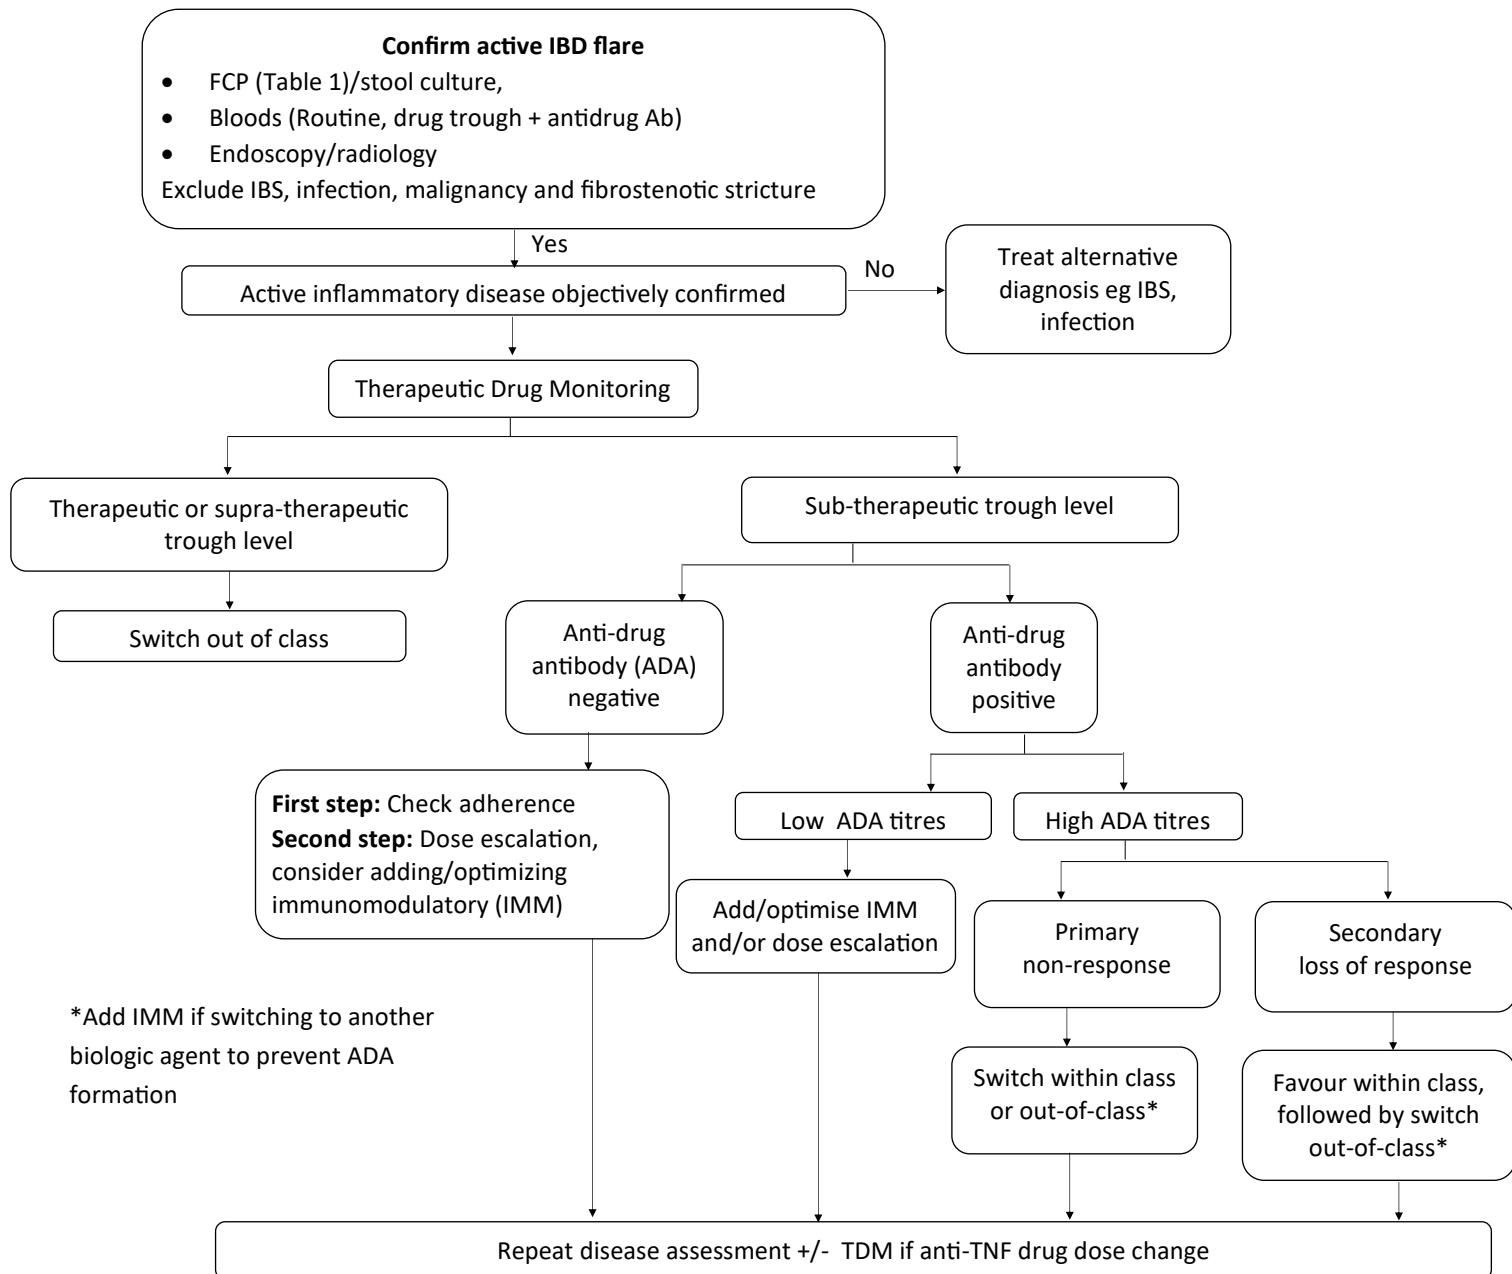 Confirm active IBD flare
• FCP (Table 1)/stool culture,
• Bloods (Routine, drug trough + antidrug Ab)
• Endoscopy/radiology
Exclude IBS, infection, malignancy and fibrostenotic stricture
Yes
Active inflammatory disease objectively confirmed
No
Treat alternative
diagnosis eg IBS,
infection
Therapeutic Drug Monitoring
Therapeutic or supra-therapeutic
trough level
Switch out of class
Sub-therapeutic trough level
Anti-drug
antibody (ADA)
negative
Anti-drug
antibody
positive
First step: Check adherence
Second step: Dose escalation,
consider adding/optimizing
immunomodulatory (IMM)
Low ADA titres
High ADA titres
Add/optimise IMM
and/or dose escalation
Primary
non-response
Secondary
loss of response
*Add IMM if switching to another
biologic agent to prevent ADA
formation
Switch within class
or out-of-class*
Favour within class,
followed by switch
out-of-class*
Repeat disease assessment +/- TDM if anti-TNF drug dose change